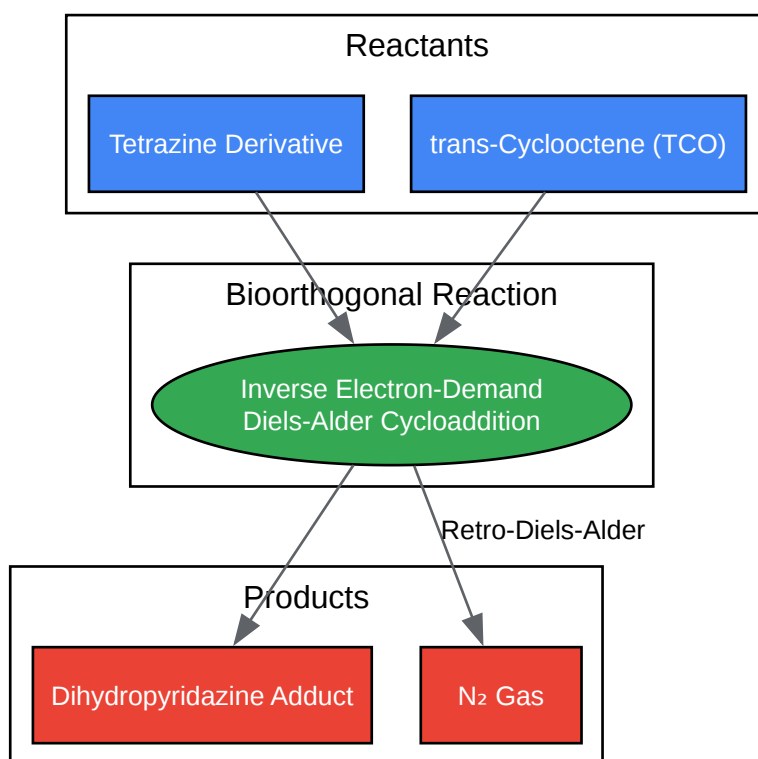 Reactants
Tetrazine Derivative
trans-Cyclooctene (TCO)
Bioorthogonal Reaction
Inverse Electron-Demand
Diels-Alder Cycloaddition
Retro-Diels-Alder
Products
Dihydropyridazine Adduct
N₂ Gas